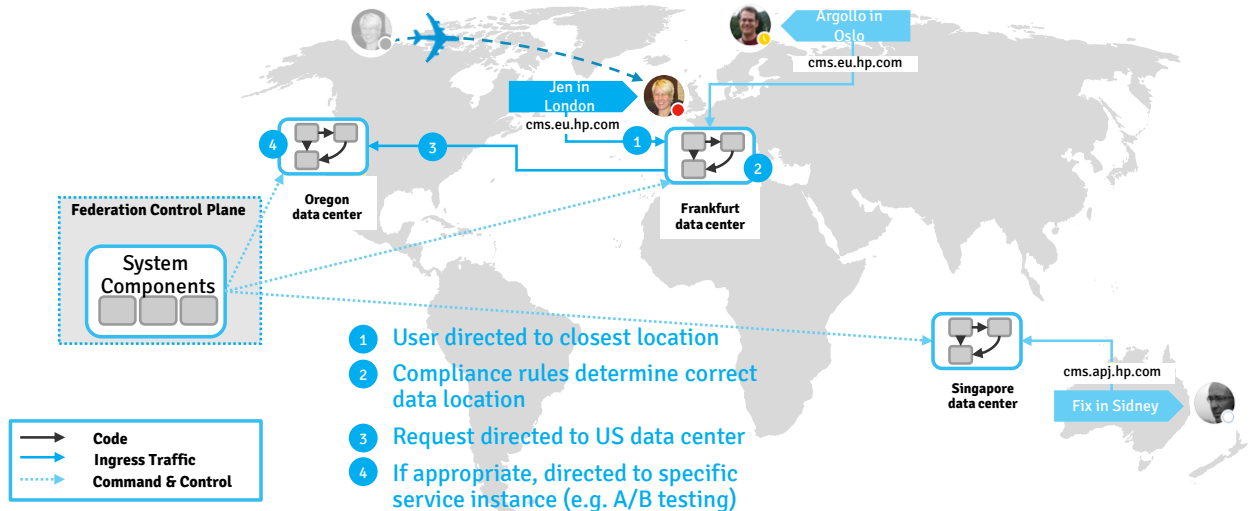 Argollo in
Oslo
cms.eu.hp.com
Jen in
London
cms.eu.hp.com
1
4
3
2
Oregon
data center
Frankfurt
data center
Federation Control Plane
System
Components
1 User directed to closest location
2 Compliance rules determine correct
data location
3 Request directed to US data center
4 If appropriate, directed to specific
service instance (e.g. A/B testing)
Singapore
data center
cms.apj.hp.com
Fix in Sidney
Code
Ingress Traffic
Command & Control